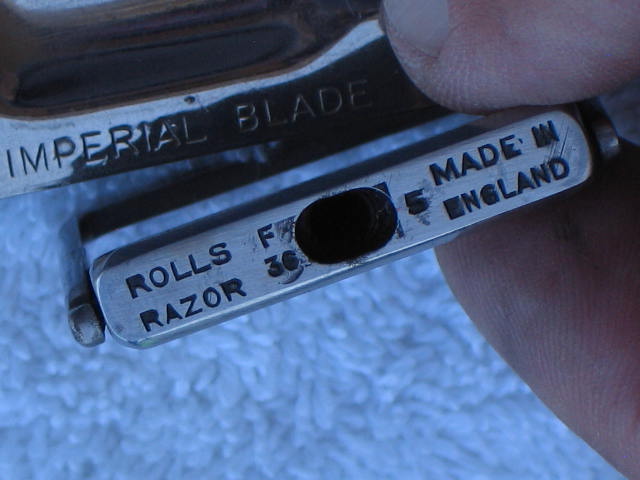 IMPERIAL BLADE
ROLLS F 5 MADE IN
RAZOR 36 ENGLAND